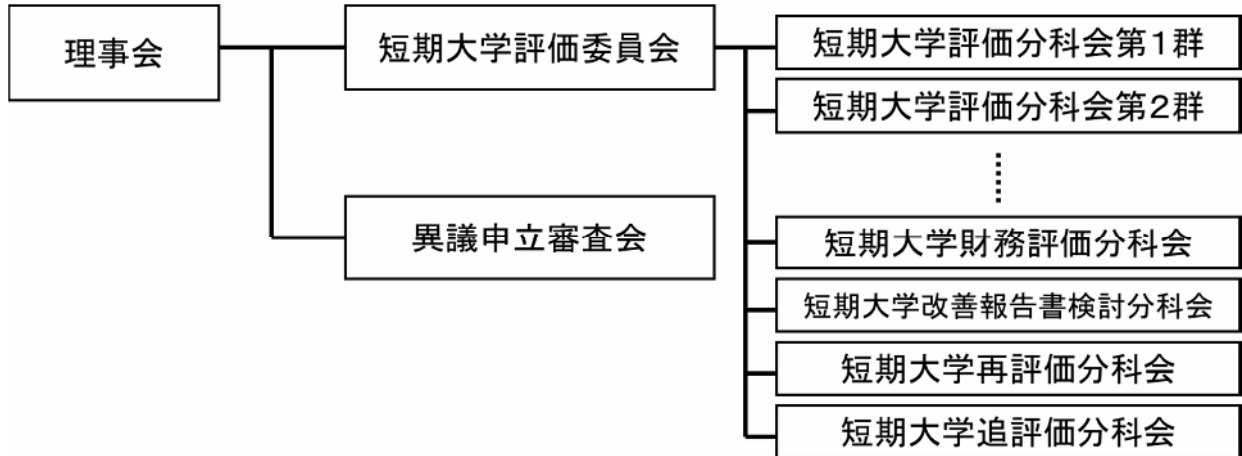 理事会
短期大学評価委員会
異議申立審査会
短期大学評価分科会第1群
短期大学評価分科会第2群
短期大学財務評価分科会
短期大学改善報告書検討分科会
短期大学再評価分科会
短期大学追評価分科会